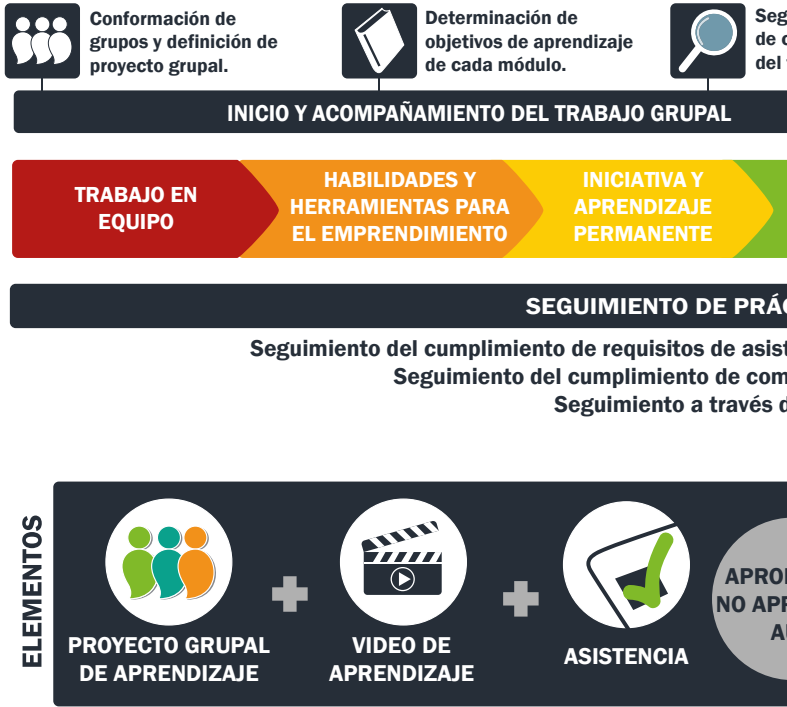 Conformación de
grupos y definición de
proyecto grupal.
Determinación de
objetivos de aprendizaje
de cada módulo.
de
del
INICIO Y ACOMPAÑAMIENTO DEL TRABAJO GRUPAL
TRABAJO EN
EQUIPO
HABILIDADES Y
HERRAMIENTAS PARA
EL EMPRENDIMIENTO
INICIATIVA Y
APRENDIZAJE
PERMANENTE
SEGUIMIENTO DE
Seguimiento del cumplimiento de requisitos de
Seguimiento del cumplimiento de
Seguimiento a través
ELEMENTOS
PROYECTO GRUPAL
DE APRENDIZAJE
VIDEO DE
APRENDIZAJE
ASISTENCIA
NO